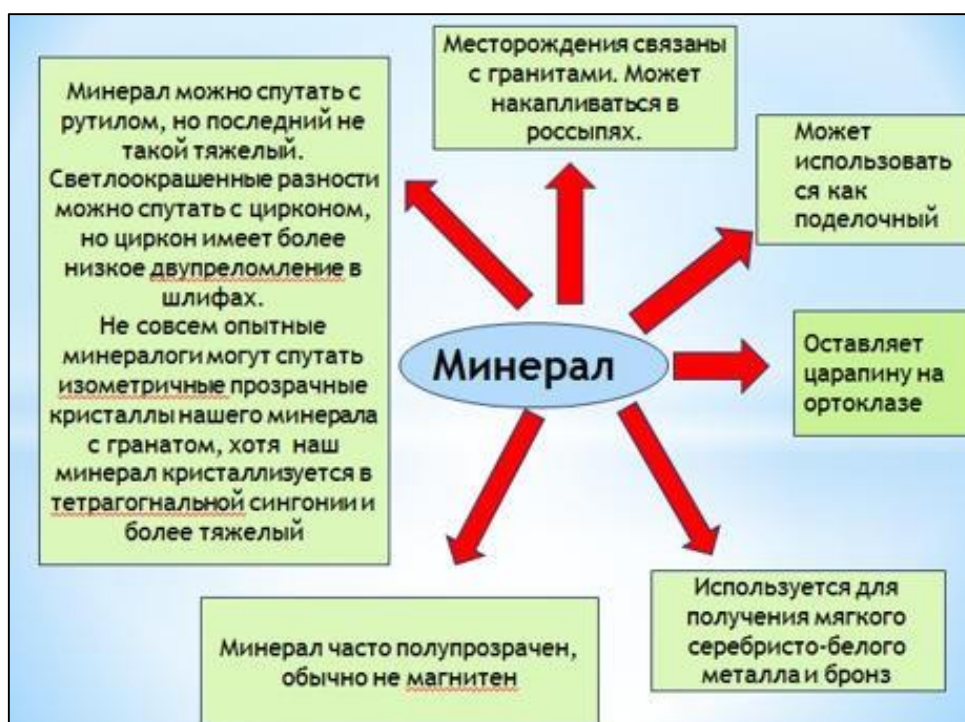 Минерал можно спутать с
рутилом, но последний не
такой тяжелый.
Светлоокрашенные разности
можно спутать с цирконом,
но циркон имеет более
низкое двупреломление в
шлифах.
Не совсем опытные
минералоги могут спутать
изометричные прозрачные
кристаллы нашего минерала
с гранатом, хотя наш
минерал кристаллизуется в
тетрагогнальной сингонии и
более тяжелый
Месторождения связаны
с гранитами. Может
накапливаться в
россыпях.
Может
использовать
ся как
поделочный
Минерал
Оставляет
царапину на
ортоклазе
Минерал часто полупрозрачен,
обычно не магнитен
Используется для
получения мягкого
серебристо-белого
металла и бронз